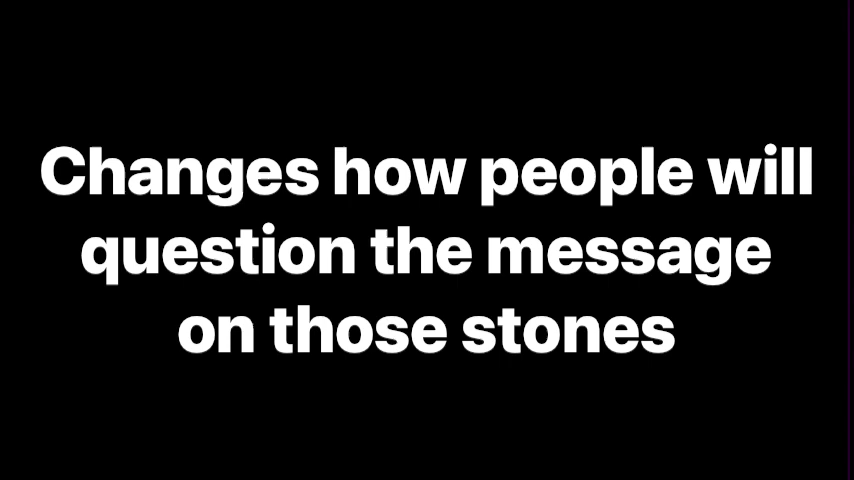 Changes how people will
question the message
on those stones